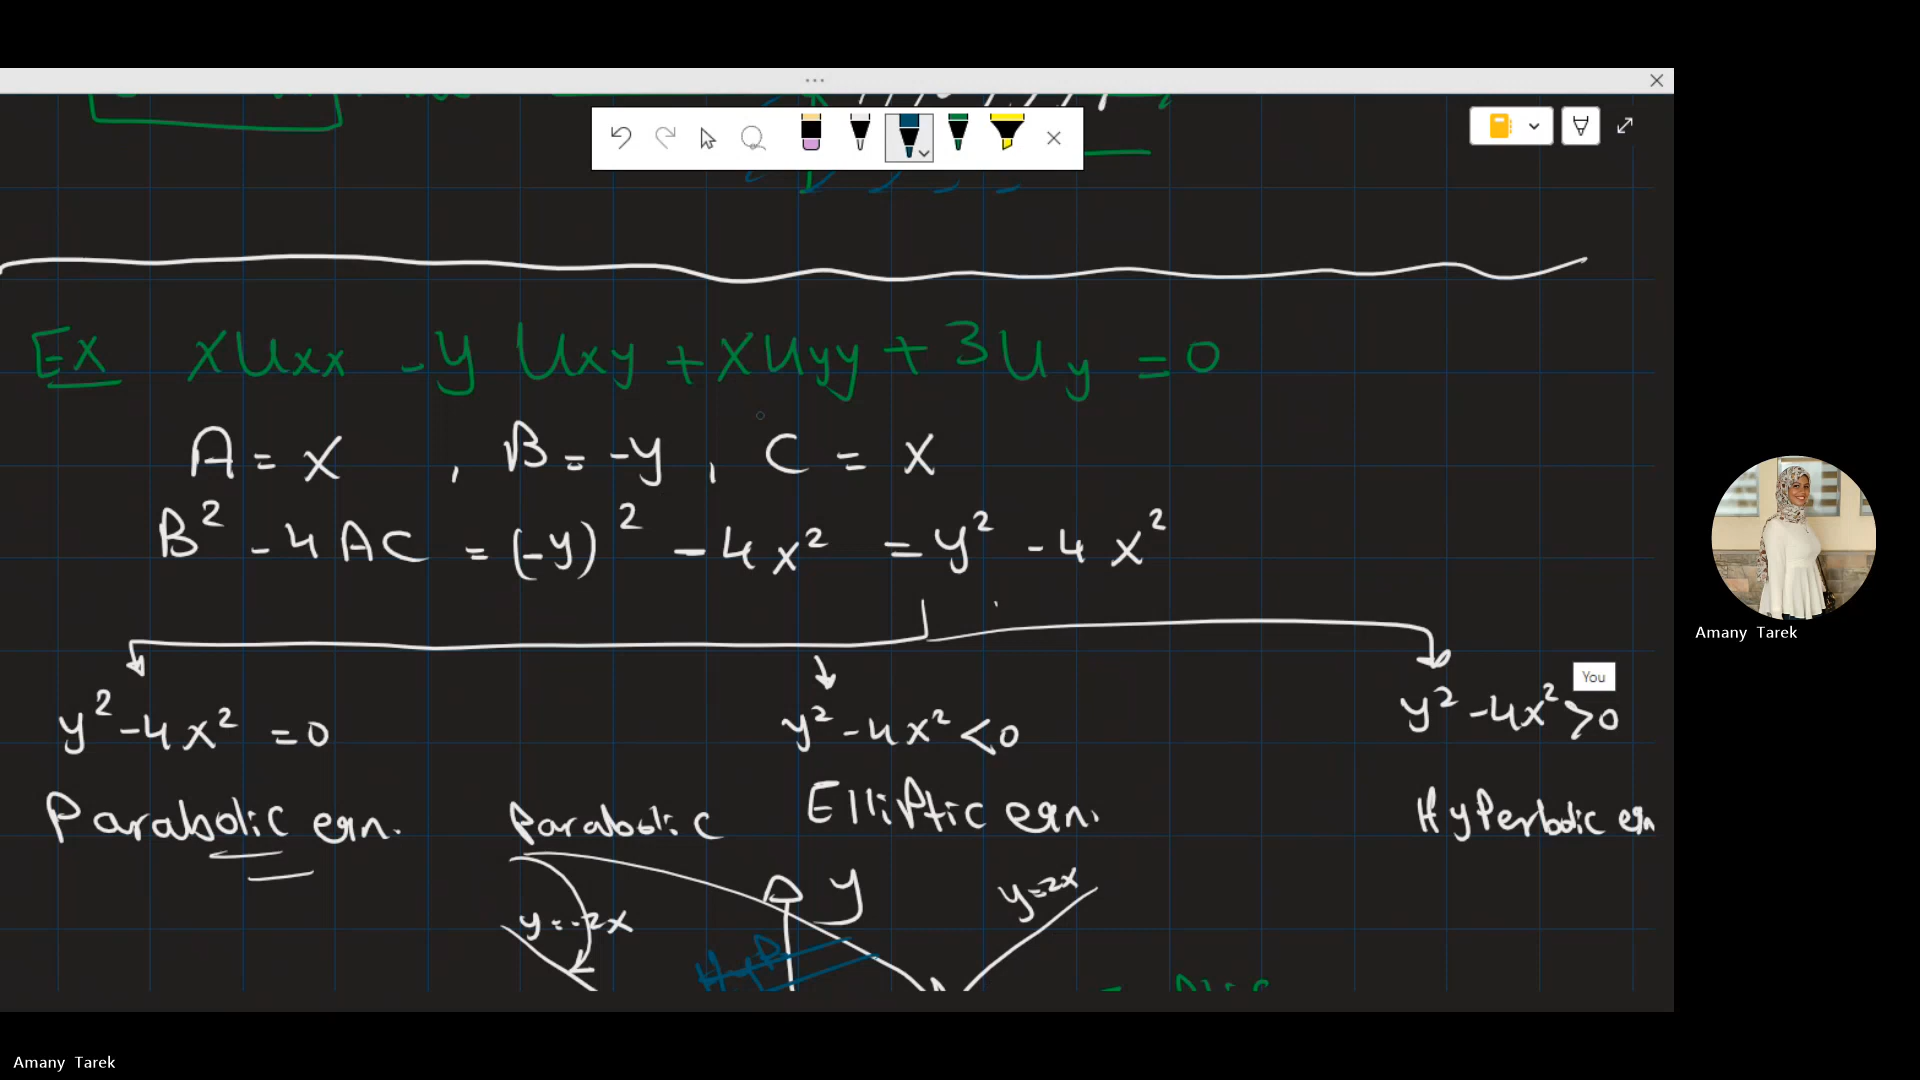 Ex xUxx - y Uxy + xUyy + 3Uy = 0
A = x , B = -y , C = x
B² - 4AC = (-y)² - 4x² = y² - 4x²
You
y² - 4x² = 0 y² - 4x² < 0 y² - 4x² > 0
Parabolic eqn. Elliptic eqn. Hyperbolic eqn
Parabolic
y = -2x y y = 2x
Hyp
Amany Tarek
Amany Tarek